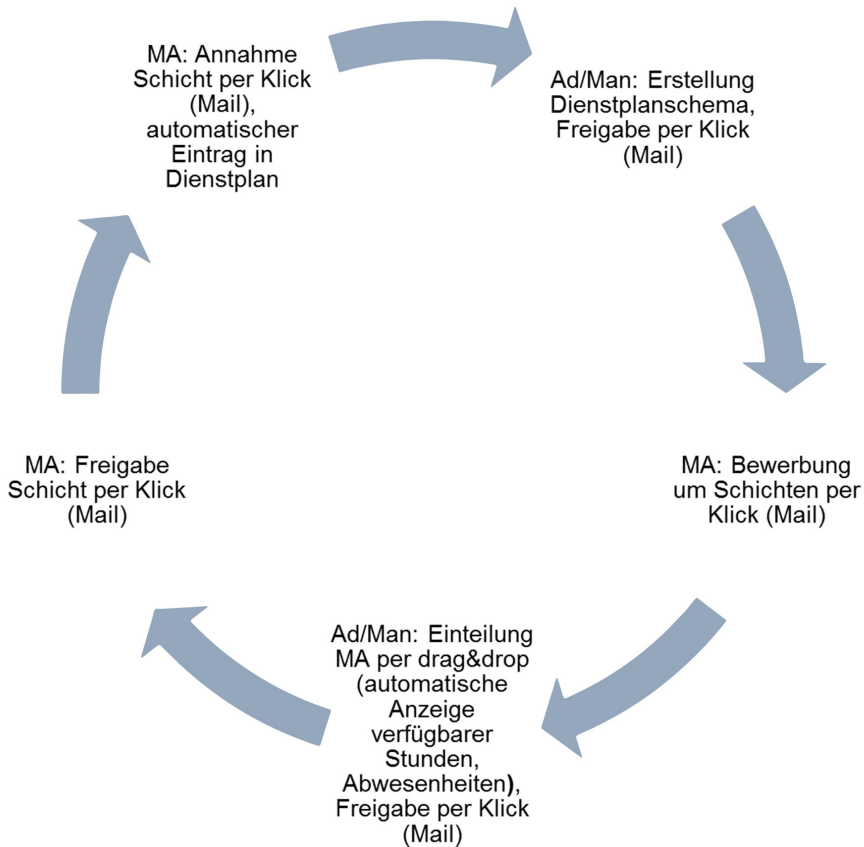 MA: Annahme
Schicht per Klick
(Mail),
automatischer
Eintrag in
Dienstplan
Ad/Man: Erstellung
Dienstplanschema,
Freigabe per Klick
(Mail)
MA: Bewerbung
um Schichten per
Klick (Mail)
Ad/Man: Einteilung
MA per drag&drop
(automatische
Anzeige
verfügbarer
Stunden,
Abwesenheiten),
Freigabe per Klick
(Mail)
MA: Freigabe
Schicht per Klick
(Mail)